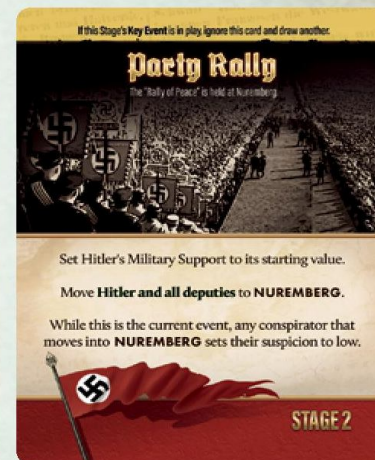 If this Stage's Key Event is in play, ignore this card and draw another.
Party Rally
The "Rally of Peace" is held at Nuremberg.
Set Hitler's Military Support to its starting value.
Move Hitler and all deputies to NUREMBERG.
While this is the current event, any conspirator that
moves into NUREMBERG sets their suspicion to low.
STAGE 2